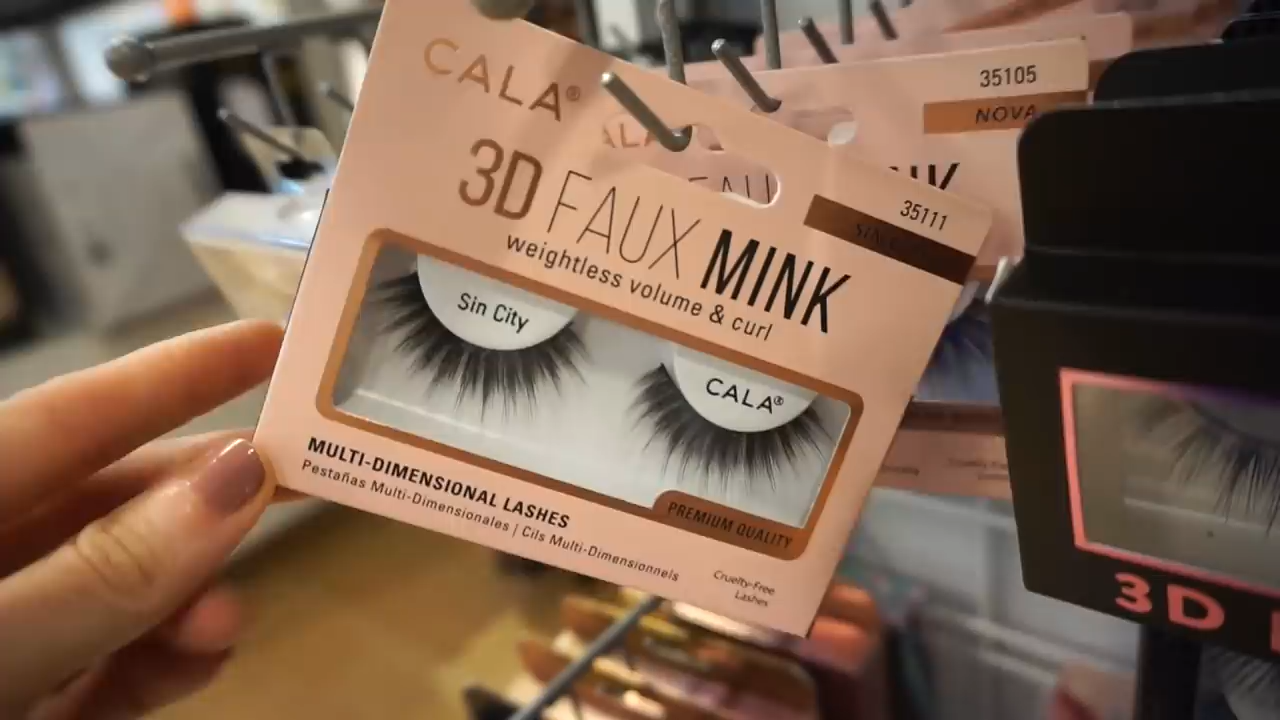 CALA®
3D FAUX MINK
weightless volume & curl
35111
Sin City
CALA®
MULTI-DIMENSIONAL LASHES
Pestañas Multi-Dimensionales | Cils Multi-Dimensionnels
PREMIUM QUALITY
Cruelty-Free
Lashes
35105
NOVA
3D